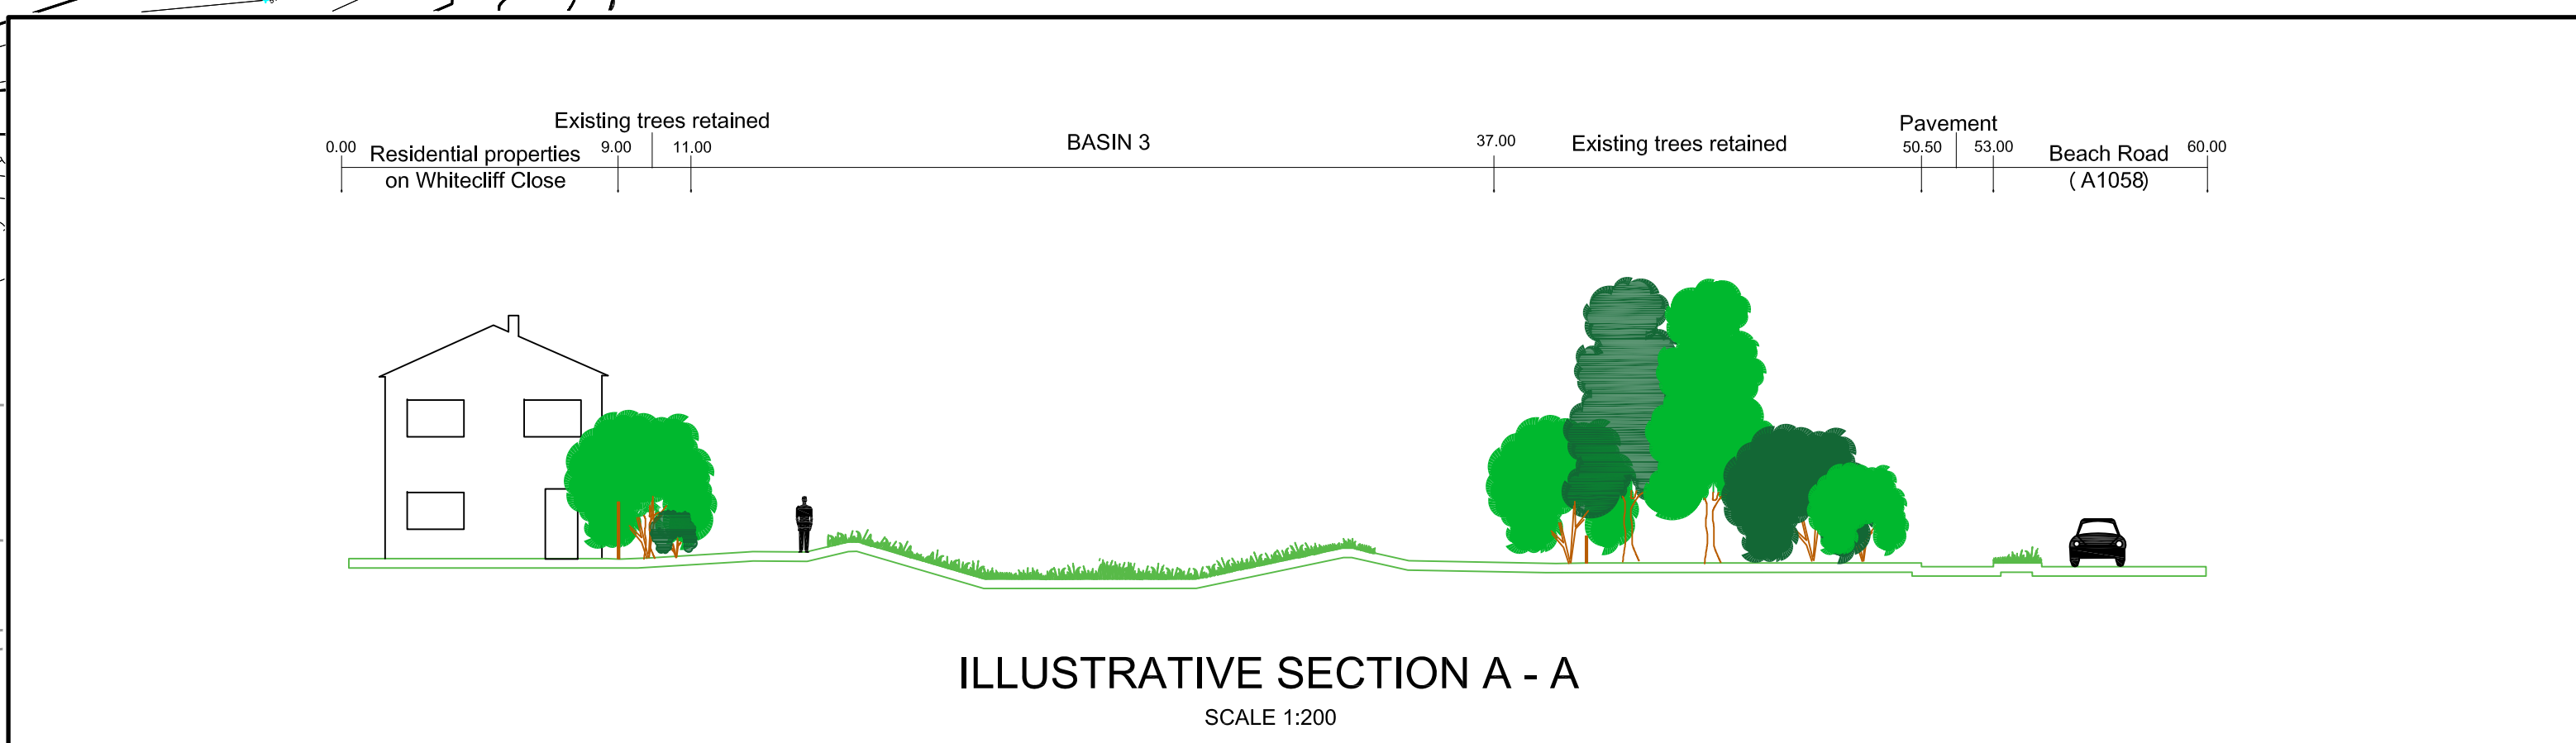 Existing trees retained
BASIN 3
Pavement
0.00 Residential properties 9.00 11.00 37.00 Existing trees retained 50.50 53.00 Beach Road 60.00
on Whitecliff Close
( A1058)
ILLUSTRATIVE SECTION A - A
SCALE 1:200